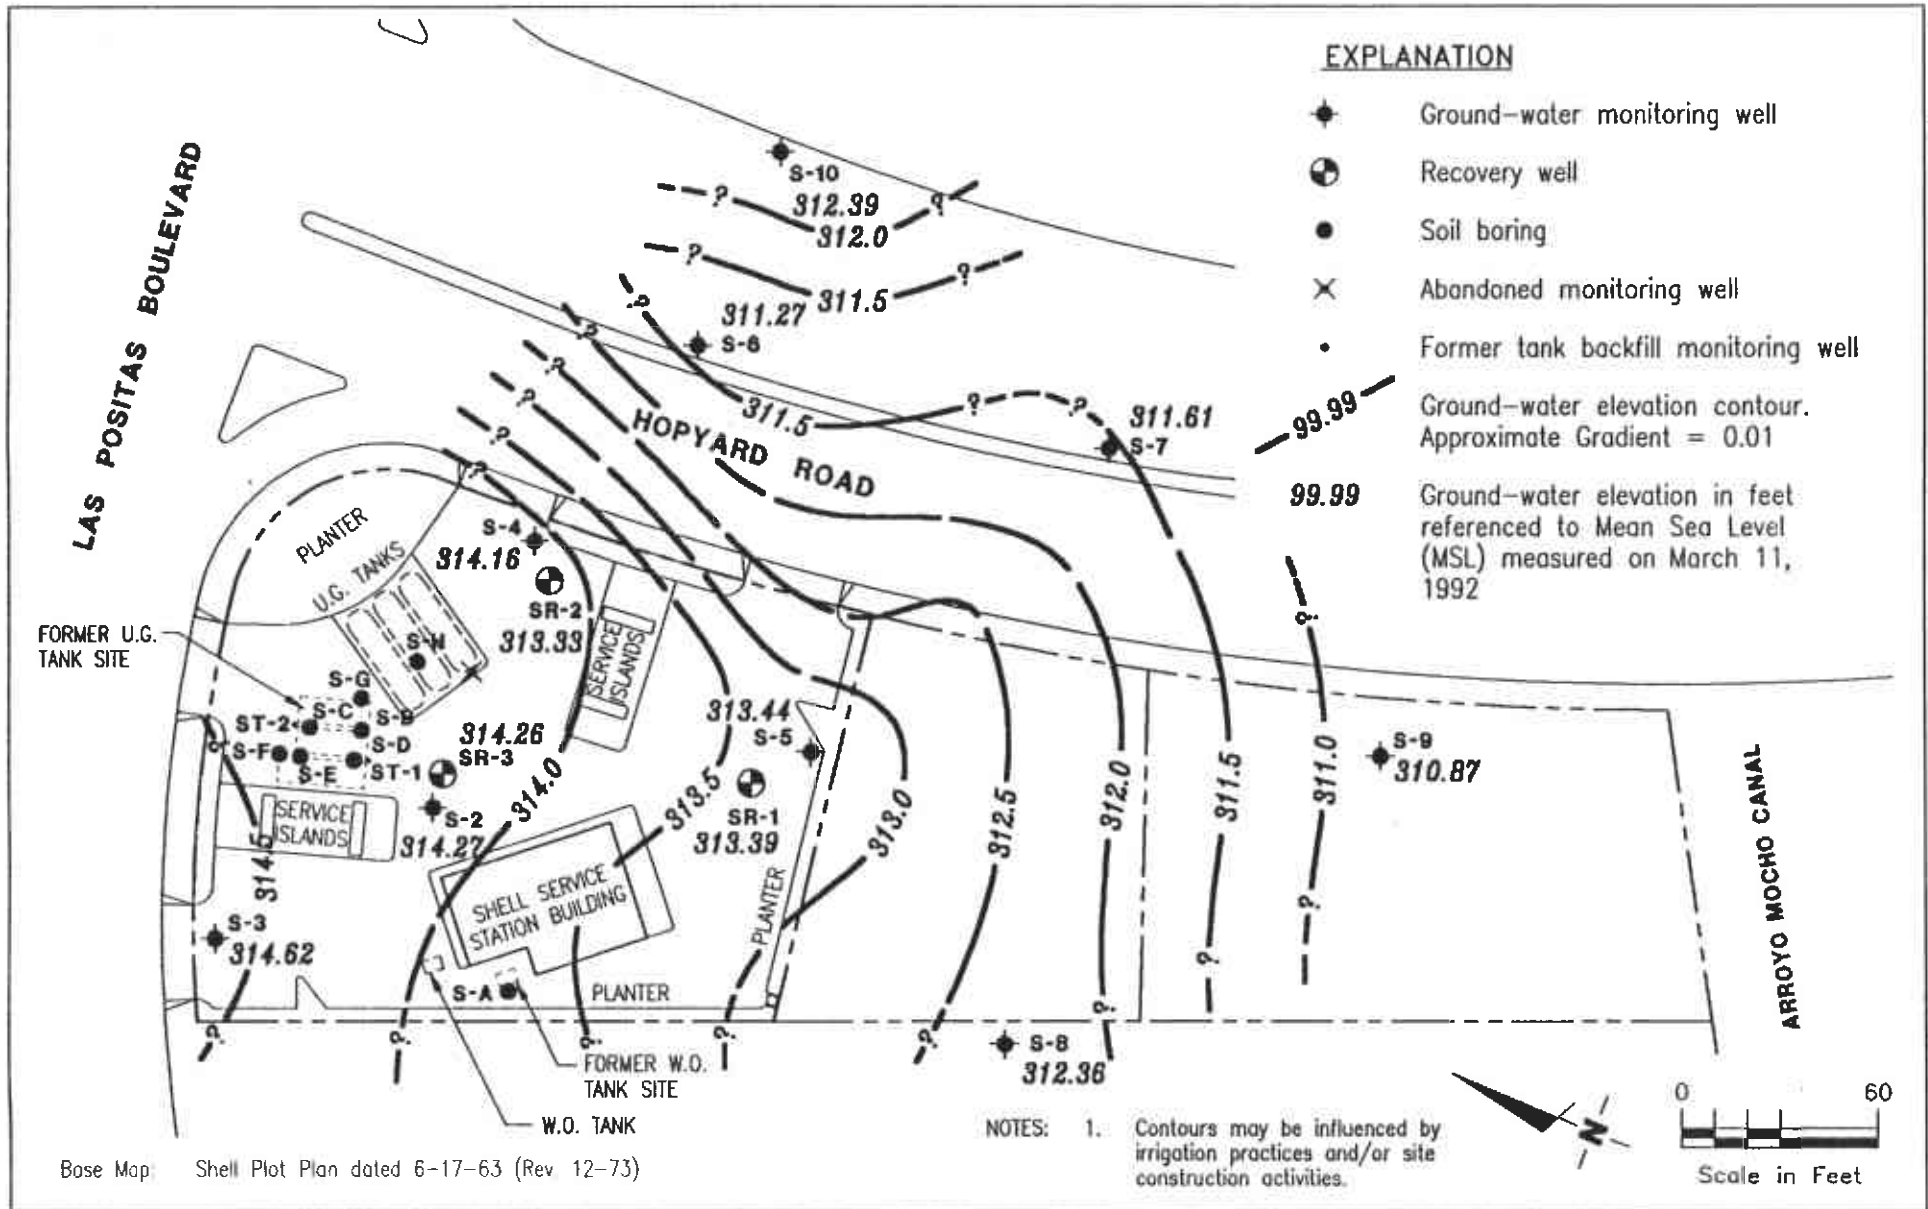 EXPLANATION
Ground-water monitoring well
Recovery well
Soil boring
Abandoned monitoring well
Former tank backfill monitoring well
99.99
Ground-water elevation contour.
Approximate Gradient = 0.01
99.99
Ground-water elevation in feet
referenced to Mean Sea Level
(MSL) measured on March 11,
1992
LAS POSITAS BOULEVARD
HOPYARD ROAD
ARROYO MOCHO CANAL
S-10
312.39
? ?
312.0
? ?
311.5
311.27
S-6
?
?
?
?
?
?
311.5
? ?
311.61
S-7
PLANTER
U.G. TANKS
S-4
314.16
SR-2
313.33
SERVICE
ISLANDS
FORMER U.G.
TANK SITE
S-H
S-G
S-C
S-B
ST-2
S-D
S-F
S-E
ST-1
314.26
SR-3
S-2
314.27
SERVICE
ISLANDS
?
314.5
S-3
314.62
314.0
313.5
313.44
S-5
SR-1
313.39
313.0
312.5
312.0
311.5
311.0
?
?
?
S-9
310.87
SHELL SERVICE
STATION BUILDING
PLANTER
S-A
PLANTER
? ? ? ? ? ?
FORMER W.O.
TANK SITE
W.O. TANK
S-8
312.36
NOTES: 1. Contours may be influenced by
irrigation practices and/or site
construction activities.
N
0 60
Scale in Feet
Base Map: Shell Plot Plan dated 6-17-63 (Rev 12-73)